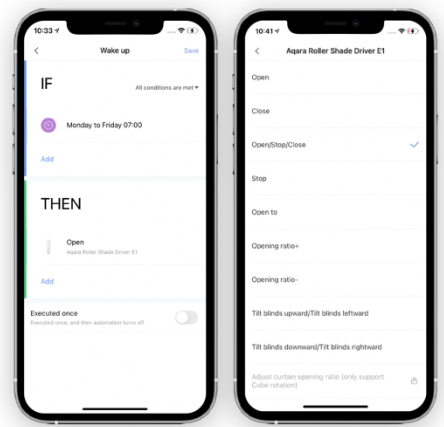 10:33
Wake up
Save
IF
All conditions are met
Monday to Friday 07:00
Add
THEN
Open
Aqara Roller Shade Driver E1
Add
Executed once
Executed once, and then automation turns off
10:41
Aqara Roller Shade Driver E1
Open
Close
Open/Stop/Close
Stop
Open to
Opening ratio+
Opening ratio-
Tilt blinds upward/Tilt blinds leftward
Tilt blinds downward/Tilt blinds rightward
Adjust curtain opening ratio (only support
Cube rotation)